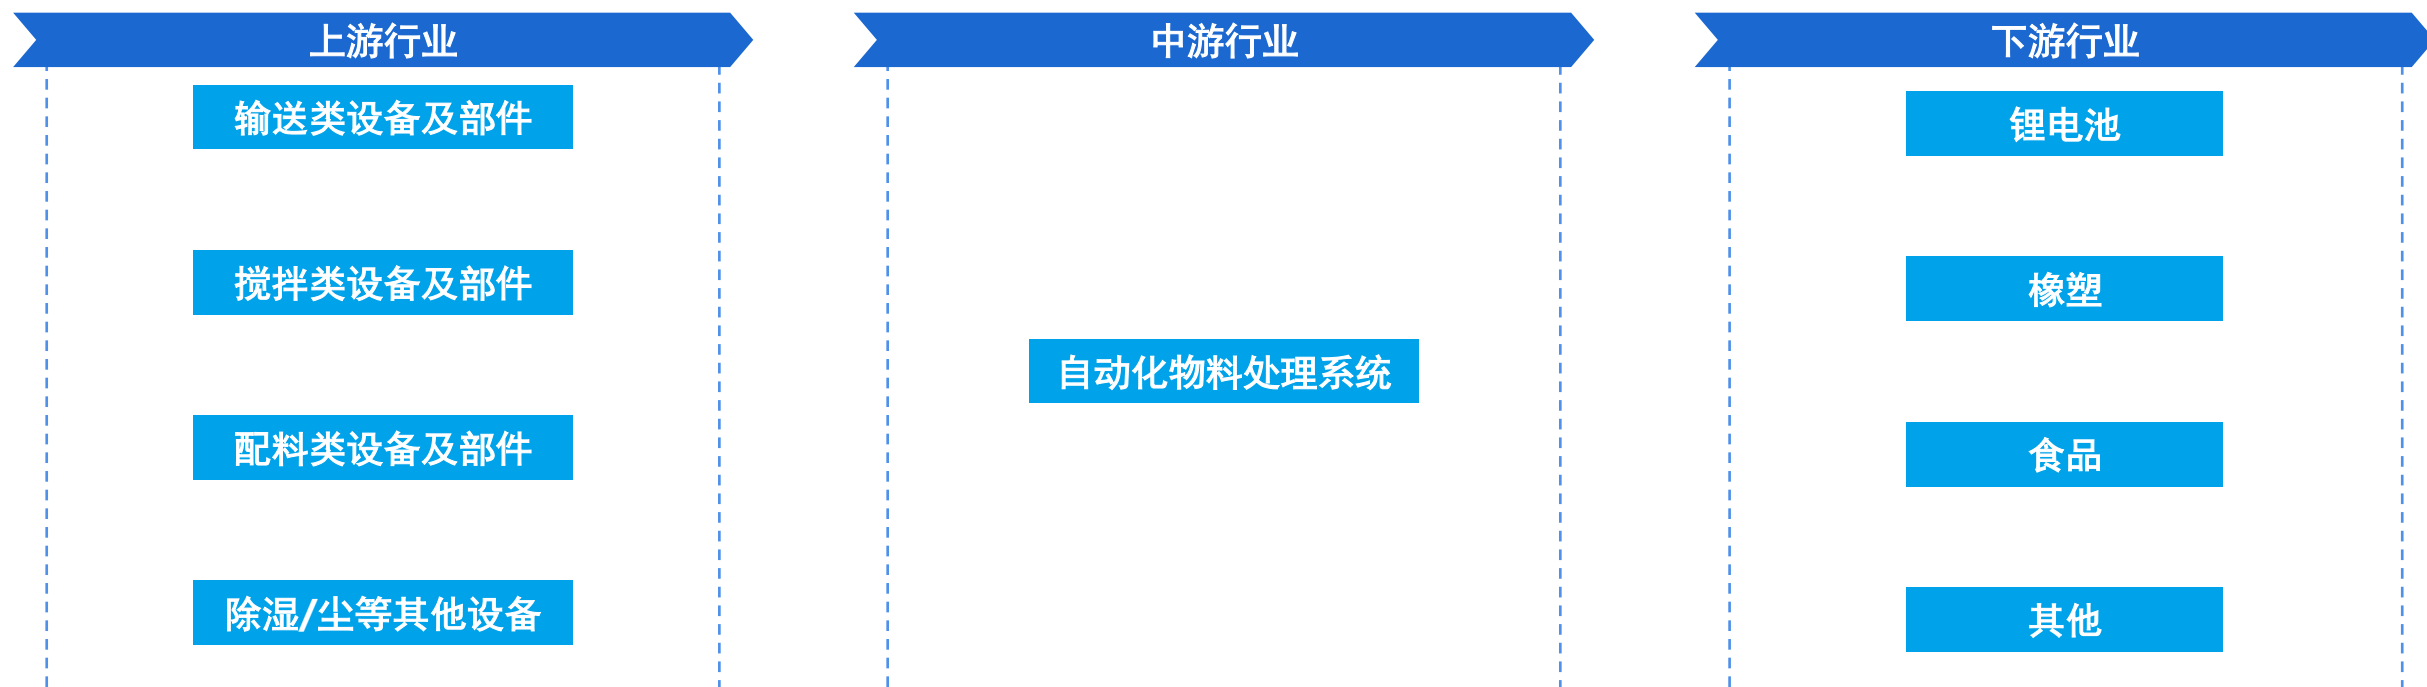 上游行业
输送类设备及部件
搅拌类设备及部件
配料类设备及部件
除湿/尘等其他设备
中游行业
自动化物料处理系统
下游行业
锂电池
橡塑
食品
其他